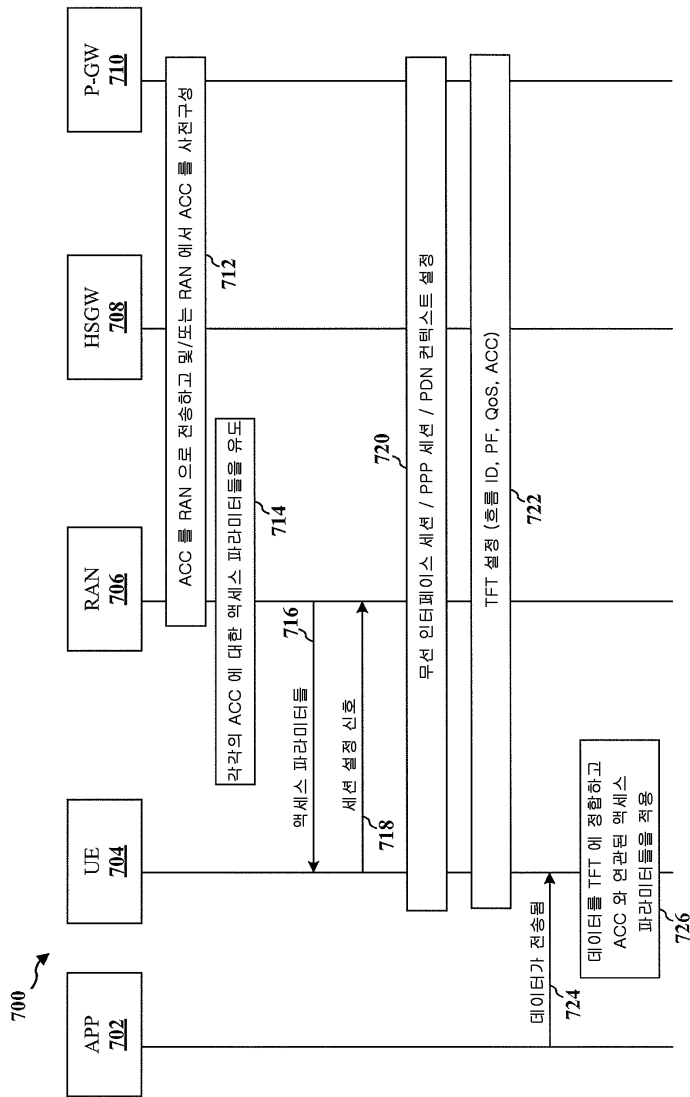 700
APP
702
UE
704
RAN
706
HSGW
708
P-GW
710
ACC 를 RAN 으로 전송하고 및/또는 RAN 에서 ACC 를 사전구성
712
각각의 ACC 에 대한 액세스 파라미터들을 유도
714
액세스 파라미터들
716
세션 설정 신호
718
무선 인터페이스 세션 / PPP 세션 / PDN 컨텍스트 설정
720
TFT 설정 (흐름 ID, PF, QoS, ACC)
722
데이터가 전송됨
724
데이터를 TFT 에 정합하고
ACC 와 연관된 액세스
파라미터들을 적용
726